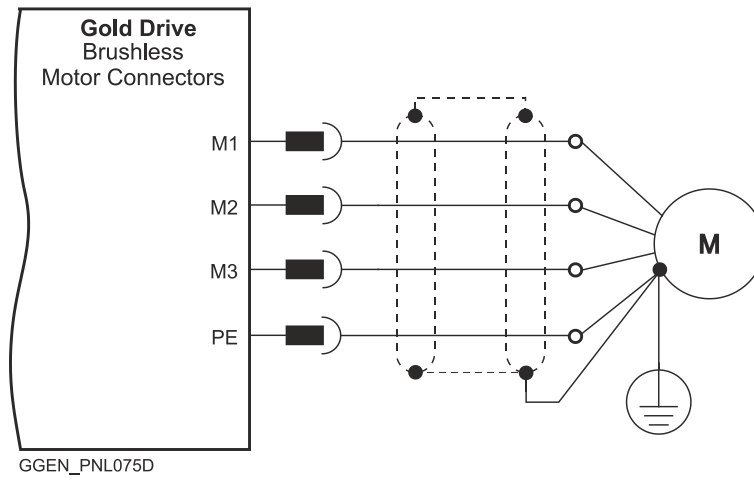 Gold Drive
Brushless
Motor Connectors
M1
M2
M3
PE
M
GGEN_PNL075D